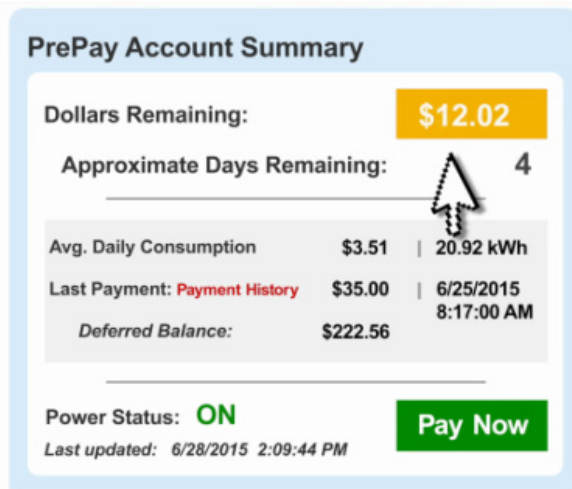 PrePay Account Summary
Dollars Remaining: $12.02
Approximate Days Remaining: 4
Avg. Daily Consumption $3.51 | 20.92 kWh
Last Payment: Payment History $35.00 | 6/25/2015
8:17:00 AM
Deferred Balance: $222.56
Power Status: ON
Pay Now
Last updated: 6/28/2015 2:09:44 PM